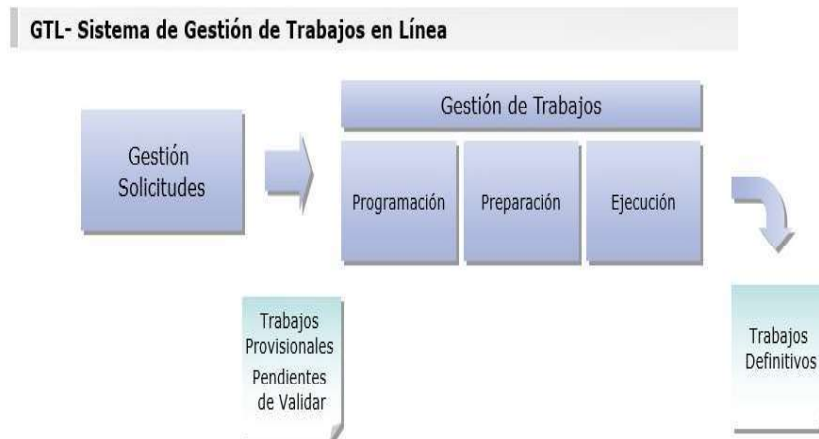 GTL- Sistema de Gestión de Trabajos en Línea
Gestión de Trabajos
Gestión
Solicitudes
Programación
Preparación
Ejecución
Trabajos
Provisionales
Pendientes
de Validar
Trabajos
Definitivos